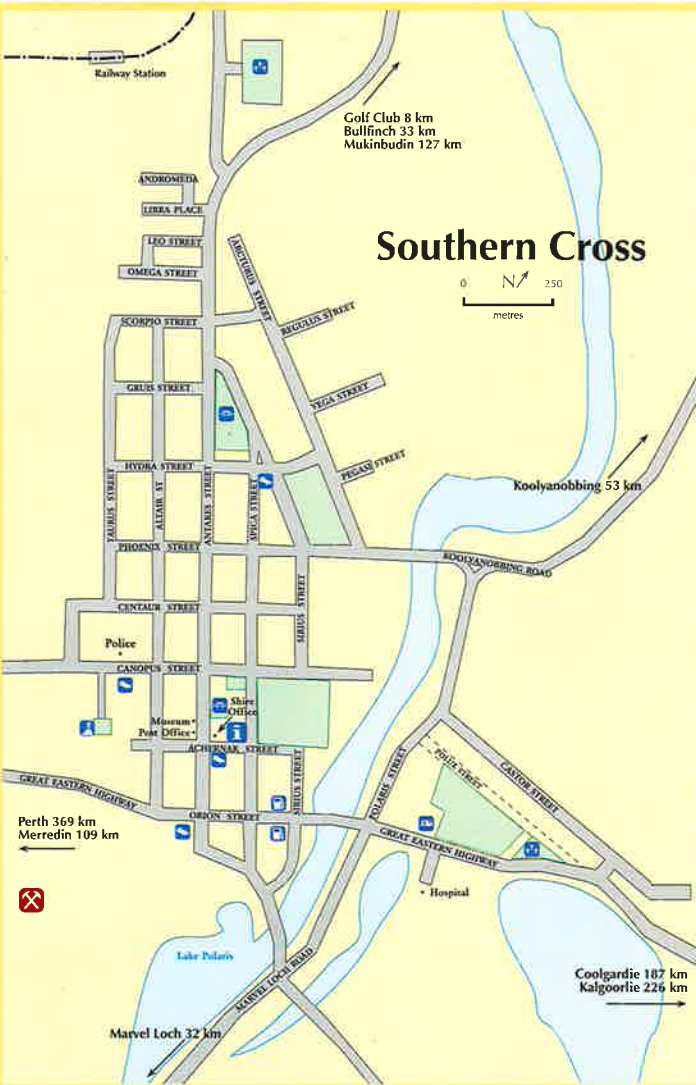 Railway Station
Golf Club 8 km
Bullfinch 33 km
Mukinbudin 127 km
ANDROMEDA
LIBRA PLACE
LEO STREET
OMEGA STREET
ARCTURUS STREET
Southern Cross
0 N 250
metres
SCORPIO STREET
REGULUS STREET
GRUIS STREET
VEGA STREET
HYDRA STREET
PEGASI STREET
TAURUS STREET
ALTAIR ST
ANTARES STREET
SPICA STREET
Koolyanobbing 53 km
PHOENIX STREET
KOOLYANOBBING ROAD
SIRIUS STREET
CENTAUR STREET
Police
CANOPUS STREET
Shire
Office
Museum
Post Office
i
ACHERNAR STREET
SIRIUS STREET
POLARIS STREET
POLLUX STREET
CASTOR STREET
GREAT EASTERN HIGHWAY
ORION STREET
Perth 369 km
Merredin 109 km
GREAT EASTERN HIGHWAY
Hospital
Lake Polaris
MARVEL LOCH ROAD
Coolgardie 187 km
Kalgoorlie 226 km
Marvel Loch 32 km